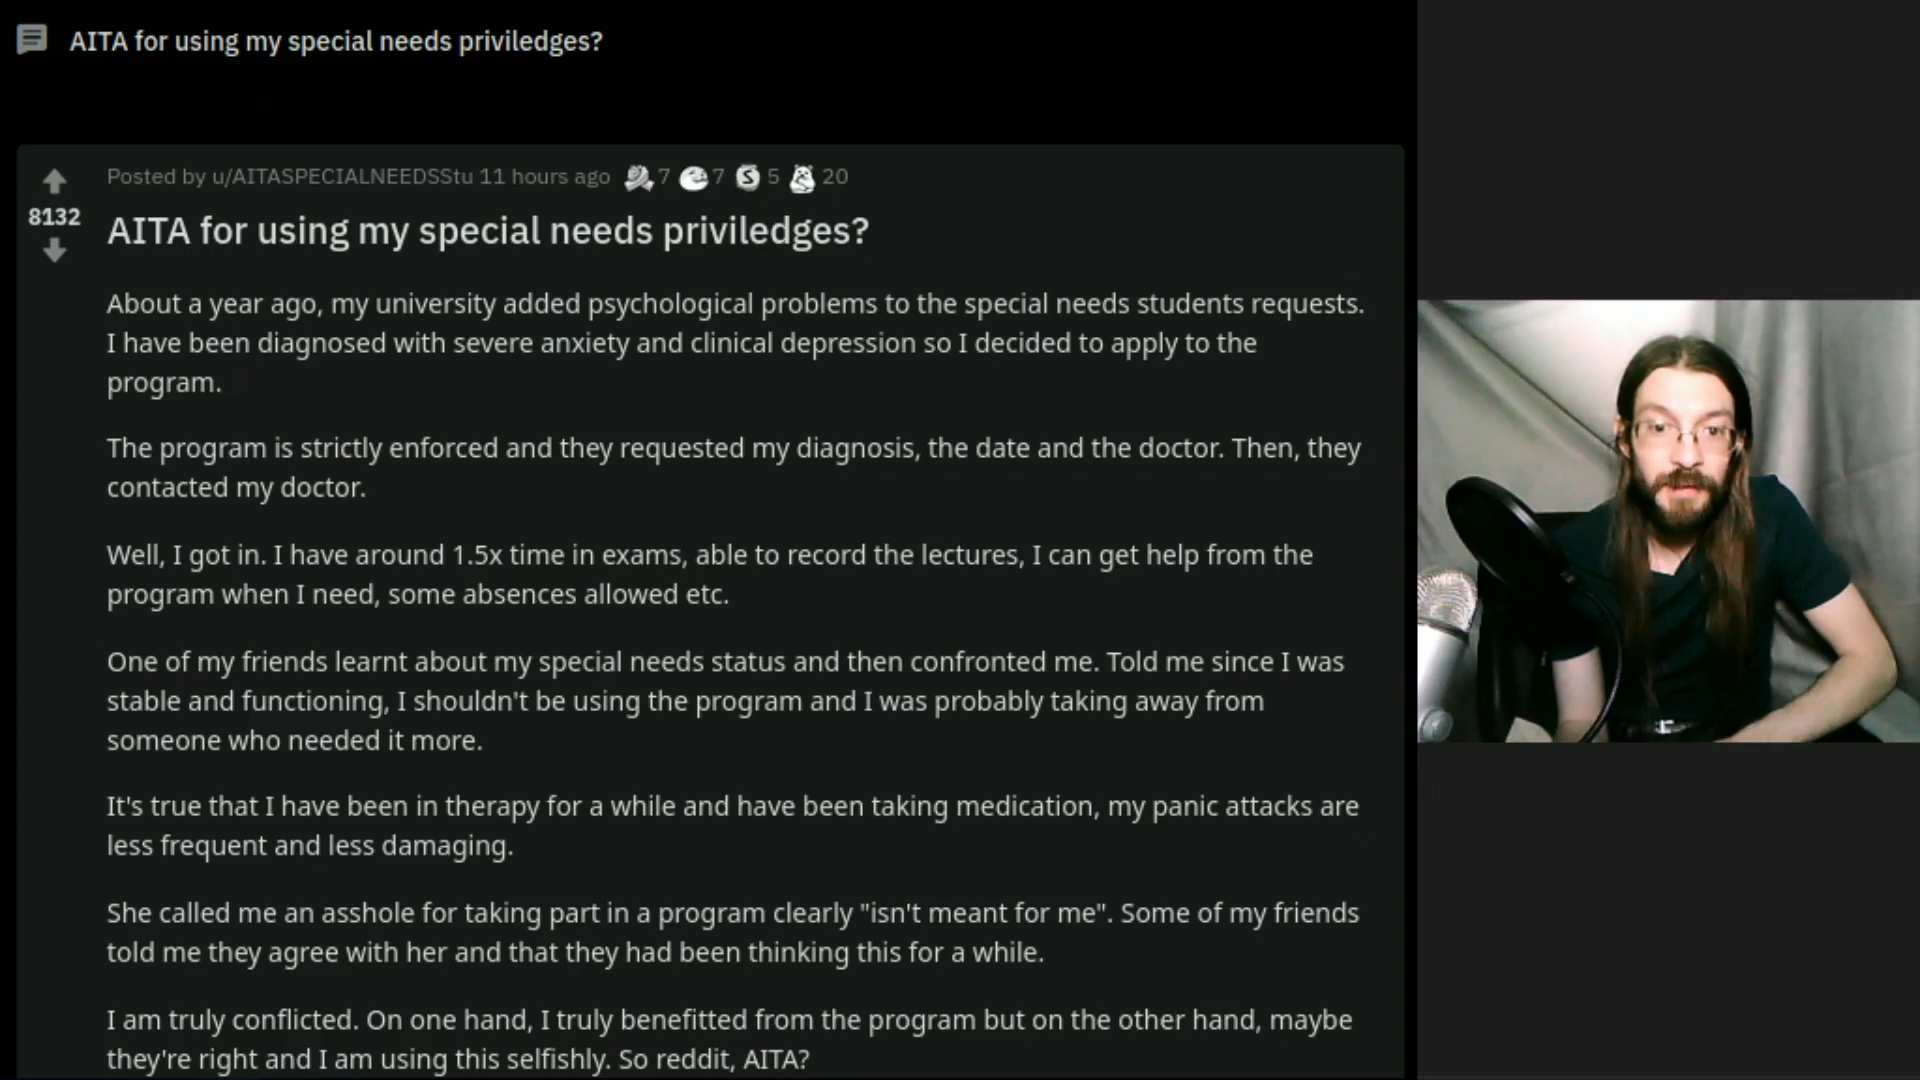 AITA for using my special needs priviledges?
Posted by u/AITASPECIALNEEDSStu 11 hours ago 7 7 S 5 20
8132
AITA for using my special needs priviledges?
About a year ago, my university added psychological problems to the special needs students requests.
I have been diagnosed with severe anxiety and clinical depression so I decided to apply to the
program.
The program is strictly enforced and they requested my diagnosis, the date and the doctor. Then, they
contacted my doctor.
Well, I got in. I have around 1.5x time in exams, able to record the lectures, I can get help from the
program when I need, some absences allowed etc.
One of my friends learnt about my special needs status and then confronted me. Told me since I was
stable and functioning, I shouldn't be using the program and I was probably taking away from
someone who needed it more.
It's true that I have been in therapy for a while and have been taking medication, my panic attacks are
less frequent and less damaging.
She called me an asshole for taking part in a program clearly "isn't meant for me". Some of my friends
told me they agree with her and that they had been thinking this for a while.
I am truly conflicted. On one hand, I truly benefitted from the program but on the other hand, maybe
they're right and I am using this selfishly. So reddit, AITA?